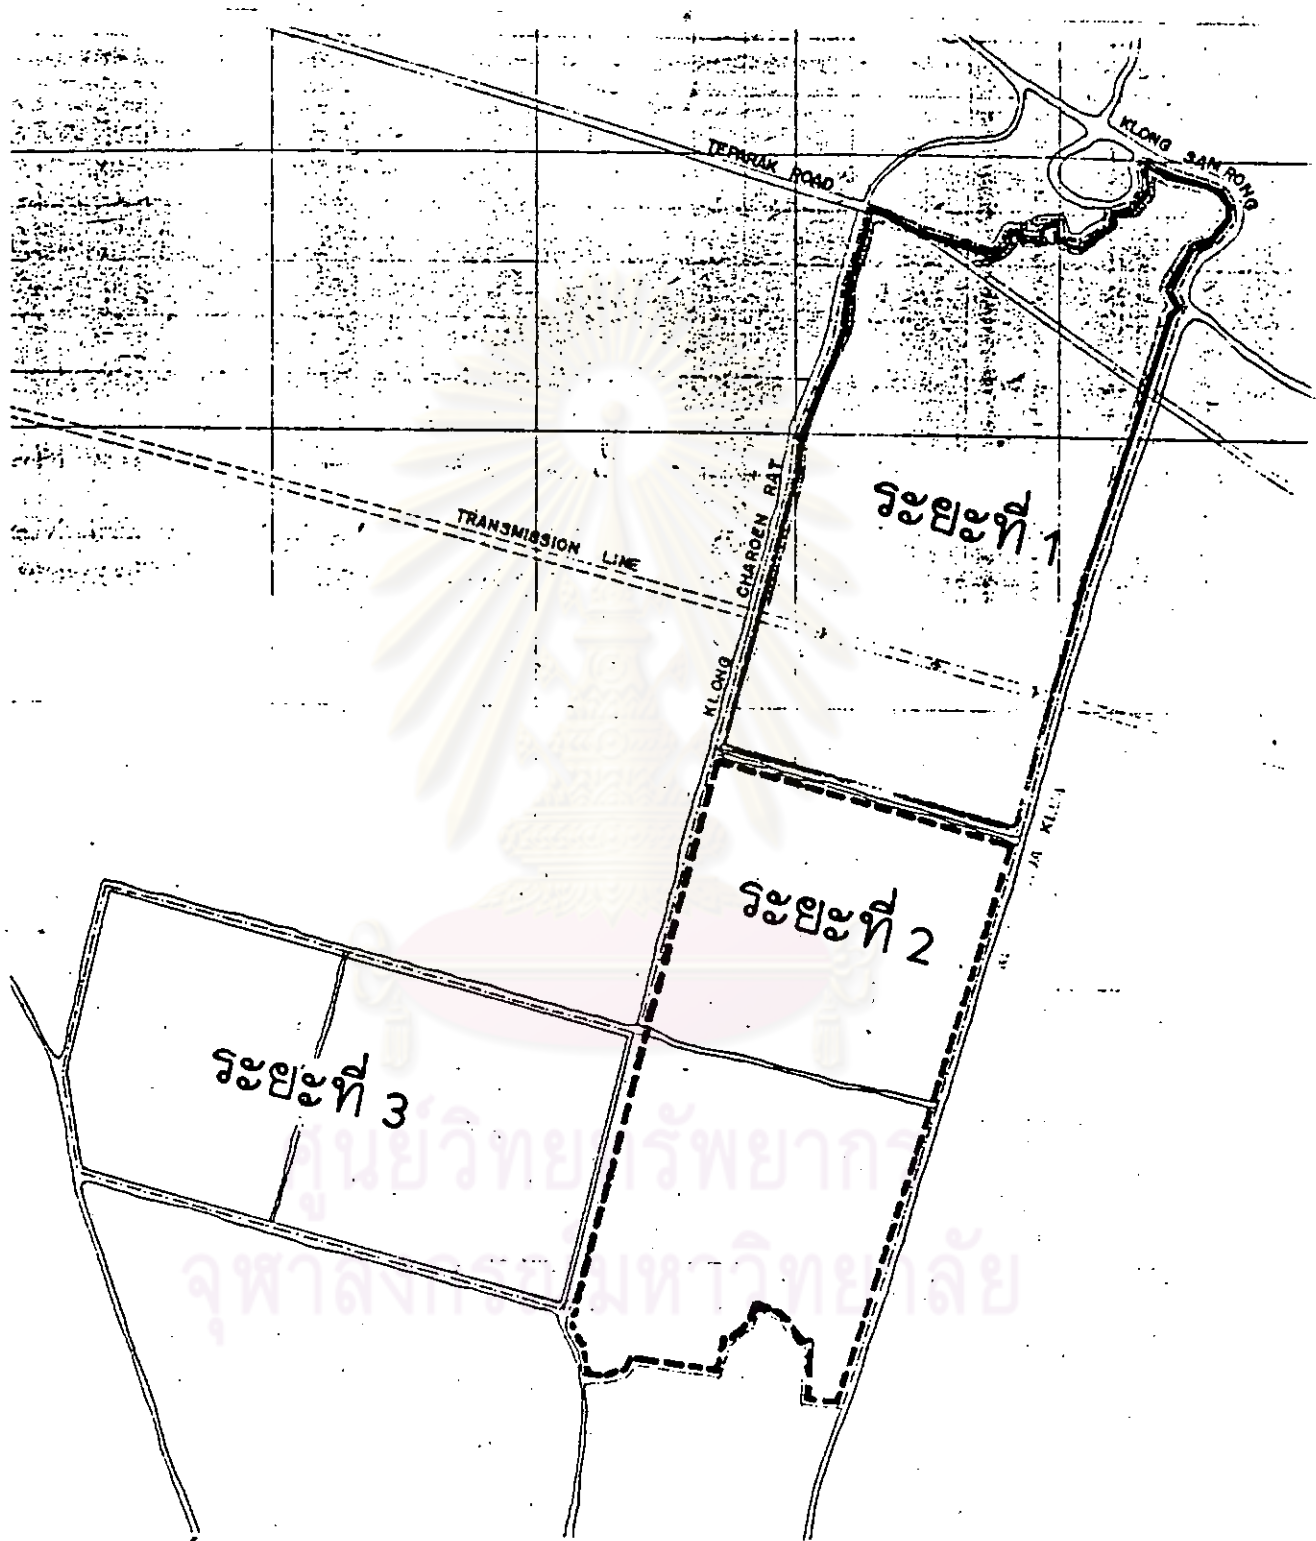 KLONG SAMRONG
TEPARAK ROAD
ระยะที่ 1
TRANSMISSION LINE
KLONG CHAROEN RAT
ระยะที่ 2
ระยะที่ 3
ศูนย์วิทยทรัพยากร
จุฬาลงกรณ์มหาวิทยาลัย